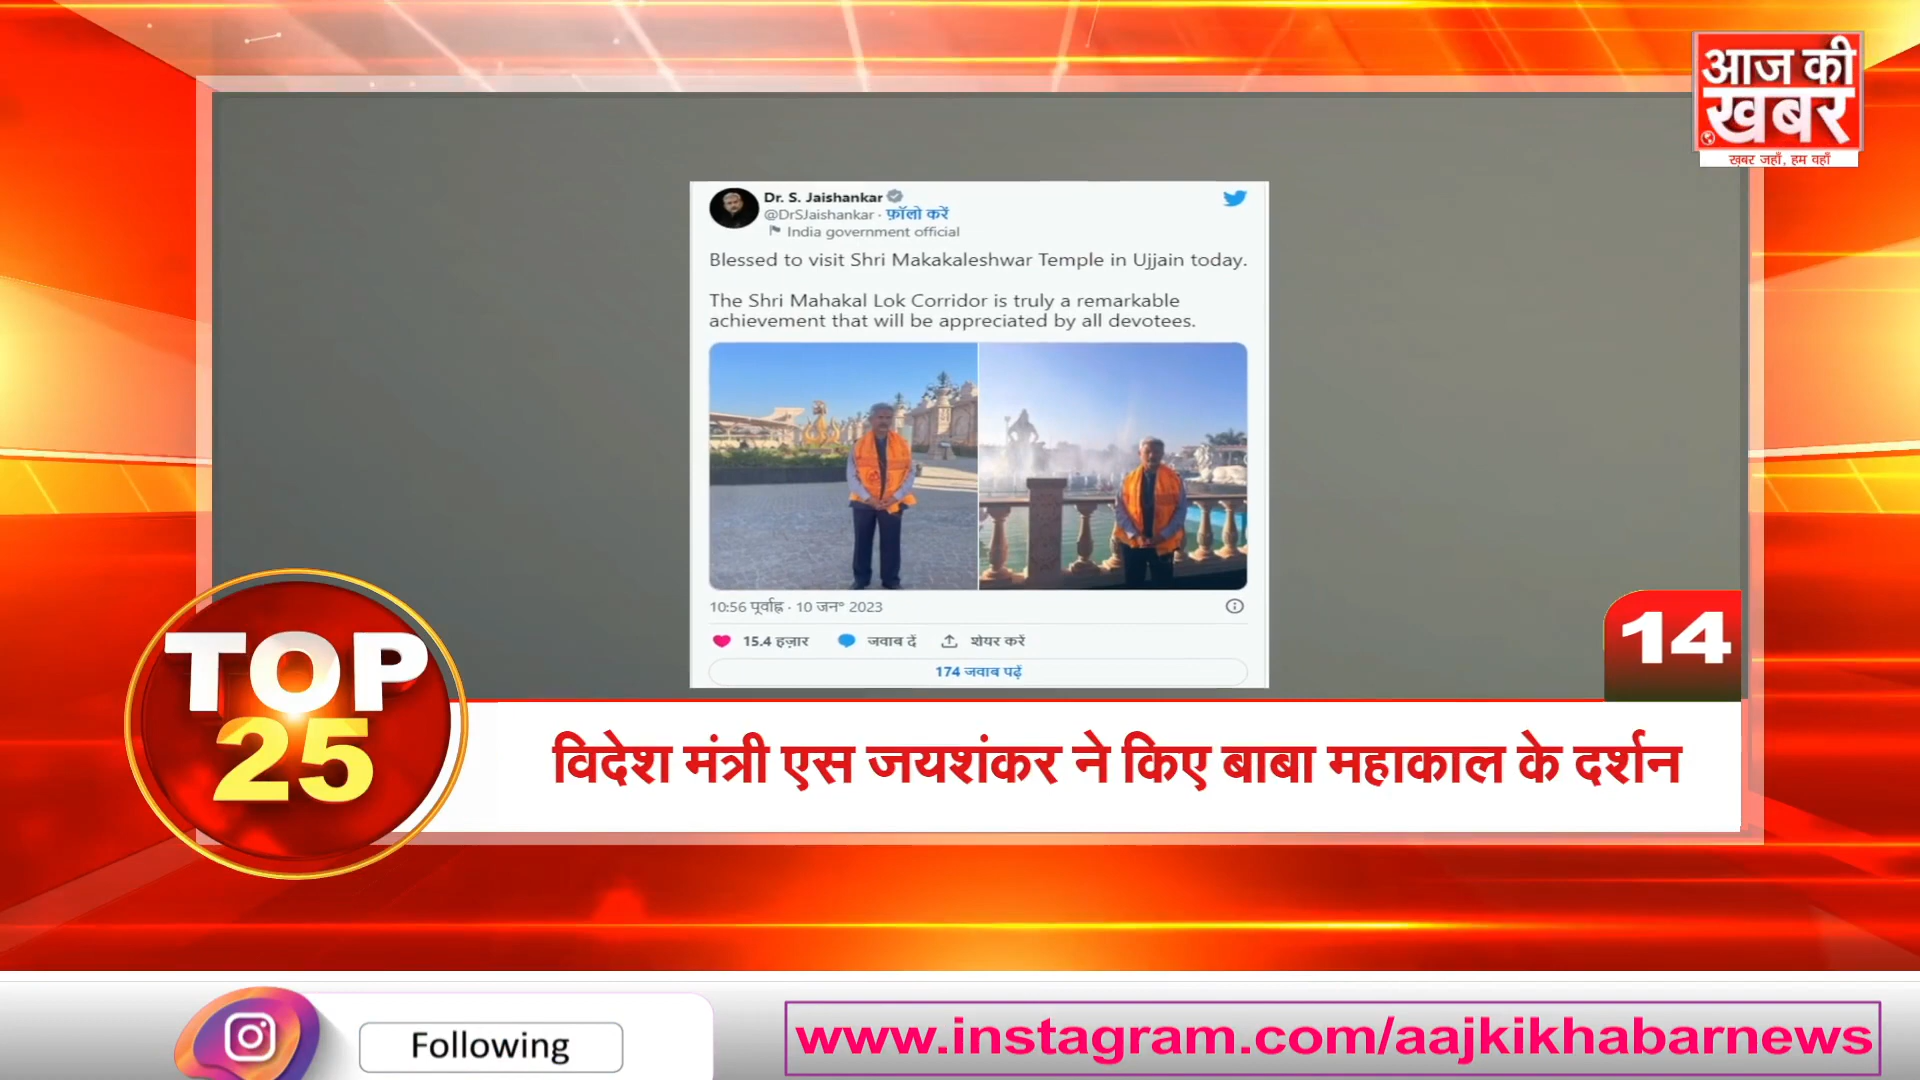 आज की
खबर
खबर जहाँ, हम वहाँ
Dr. S. Jaishankar
@DrSJaishankar · फ़ॉलो करें
India government official
Blessed to visit Shri Makakaleshwar Temple in Ujjain today.
The Shri Mahakal Lok Corridor is truly a remarkable
achievement that will be appreciated by all devotees.
10:56 पूर्वाह्न · 10 जन॰ 2023
15.4 हज़ार जवाब दें शेयर करें
174 जवाब पढ़ें
14
TOP
25
विदेश मंत्री एस जयशंकर ने किए बाबा महाकाल के दर्शन
Following
www.instagram.com/aajkikhabarnews